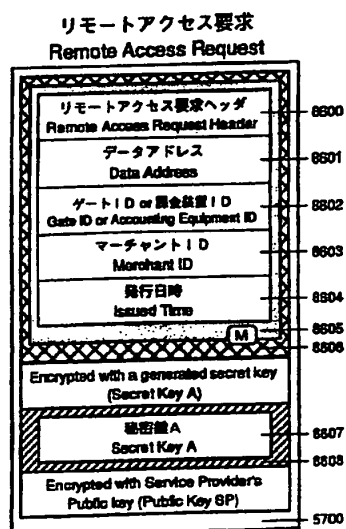 リモートアクセス要求
Remote Access Request
リモートアクセス要求ヘッダ
Remote Access Request Header
8600
データアドレス
Data Address
8601
ゲートID or 課金装置ID
Gate ID or Accounting Equipment ID
8602
マーチャントID
Merchant ID
8603
発行日時
Issued Time
8604
M
8605
8606
Encrypted with a generated secret key
(Secret Key A)
秘密鍵A
Secret Key A
8607
8608
Encrypted with Service Provider's
Public key (Public Key SP)
5700